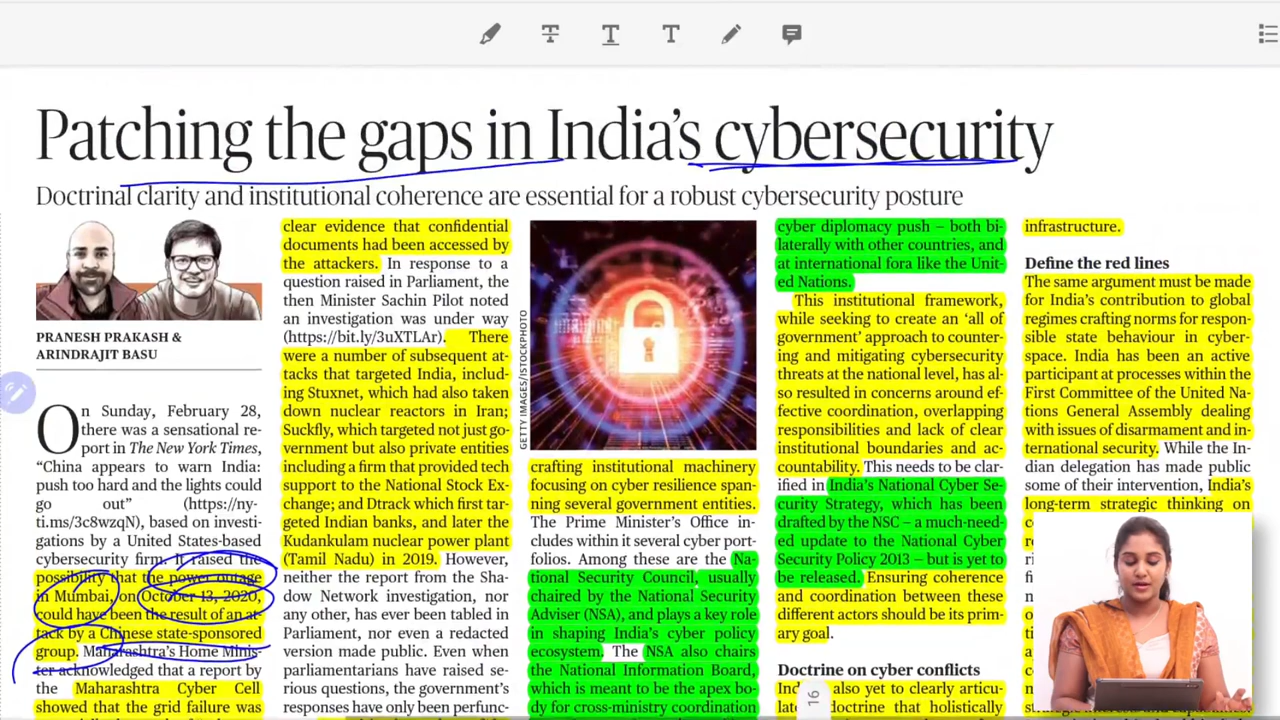 Patching the gaps in India's cybersecurity
Doctrinal clarity and institutional coherence are essential for a robust cybersecurity posture
PRANESH PRAKASH &
ARINDRAJIT BASU
On Sunday, February 28,
there was a sensational re-
port in The New York Times,
“China appears to warn India:
push too hard and the lights could
go out” (https://ny-
ti.ms/3c8wzqN), based on investi-
gations by a United States-based
cybersecurity firm. It raised the
possibility that the power outage
in Mumbai, on October 13, 2020,
could have been the result of an at-
tack by a Chinese state-sponsored
group. Maharashtra's Home Minis-
ter acknowledged that a report by
the Maharashtra Cyber Cell
showed that the grid failure was
clear evidence that confidential
documents had been accessed by
the attackers. In response to a
question raised in Parliament, the
then Minister Sachin Pilot noted
an investigation was under way
(https://bit.ly/3uXTLAr). There
were a number of subsequent at-
tacks that targeted India, includ-
ing Stuxnet, which had also taken
down nuclear reactors in Iran;
Suckfly, which targeted not just go-
vernment but also private entities
including a firm that provided tech
support to the National Stock Ex-
change; and Dtrack which first tar-
geted Indian banks, and later the
Kudankulam nuclear power plant
(Tamil Nadu) in 2019. However,
neither the report from the Sha-
dow Network investigation, nor
any other, has ever been tabled in
Parliament, nor even a redacted
version made public. Even when
parliamentarians have raised se-
rious questions, the government's
responses have only been perfunc-
GETTY IMAGES/ISTOCKPHOTO
crafting institutional machinery
focusing on cyber resilience span-
ning several government entities.
The Prime Minister's Office in-
cludes within it several cyber port-
folios. Among these are the Na-
tional Security Council, usually
chaired by the National Security
Adviser (NSA), and plays a key role
in shaping India's cyber policy
ecosystem. The NSA also chairs
the National Information Board,
which is meant to be the apex bo-
dy for cross-ministry coordination
cyber diplomacy push – both bi-
laterally with other countries, and
at international fora like the Unit-
ed Nations.
This institutional framework,
while seeking to create an ‘all of
government’ approach to counter-
ing and mitigating cybersecurity
threats at the national level, has al-
so resulted in concerns around ef-
fective coordination, overlapping
responsibilities and lack of clear
institutional boundaries and ac-
countability. This needs to be clar-
ified in India's National Cyber Se-
curity Strategy, which has been
drafted by the NSC – a much-need-
ed update to the National Cyber
Security Policy 2013 – but is yet to
be released. Ensuring coherence
and coordination between these
different actors should be its prim-
ary goal.
Doctrine on cyber conflicts
also yet to clearly articu-
doctrine that holistically
16
infrastructure.
Define the red lines
The same argument must be made
for India's contribution to global
regimes crafting norms for respon-
sible state behaviour in cyber-
space. India has been an active
participant at processes within the
First Committee of the United Na-
tions General Assembly dealing
with issues of disarmament and in-
ternational security. While the In-
dian delegation has made public
some of their intervention, India's
long-term strategic thinking on